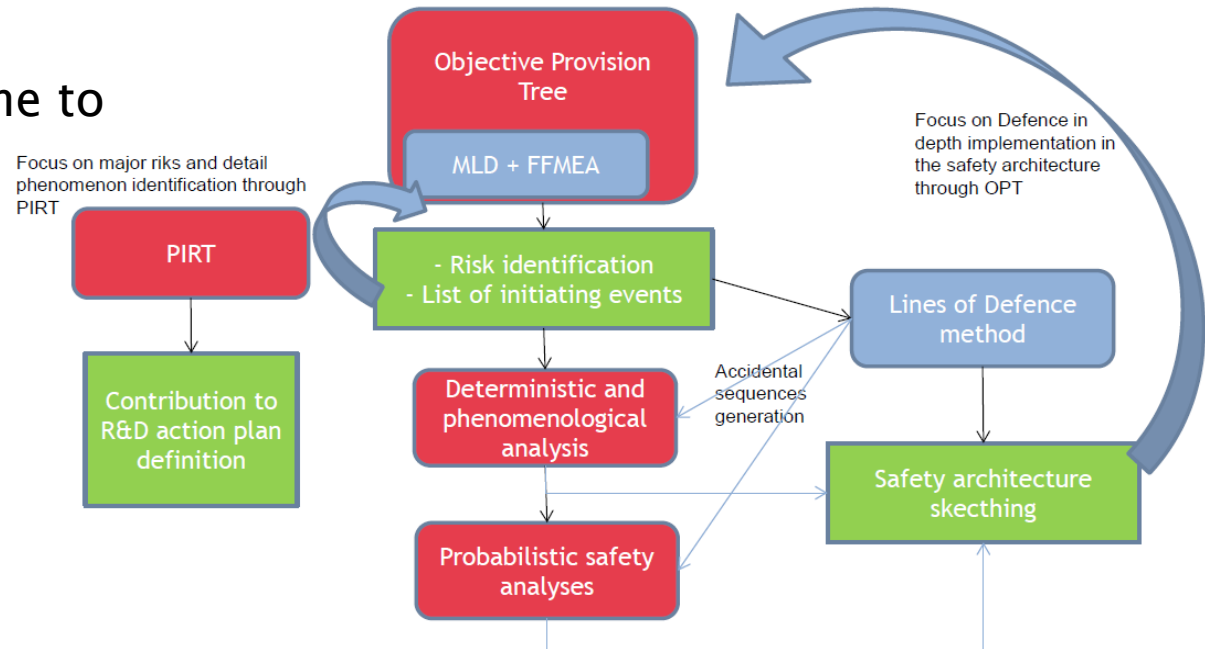 ne to
Focus on major riks and detail
phenomenon identification through
PIRT
PIRT
Contribution to
R&D action plan
definition
Objective Provision
Tree
MLD + FFMEA
- Risk identification
- List of initiating events
Deterministic and
phenomenological
analysis
Probabilistic safety
analyses
Accidental
sequences
generation
Focus on Defence in
depth implementation in
the safety architecture
through OPT
Lines of Defence
method
Safety architecture
skecthing